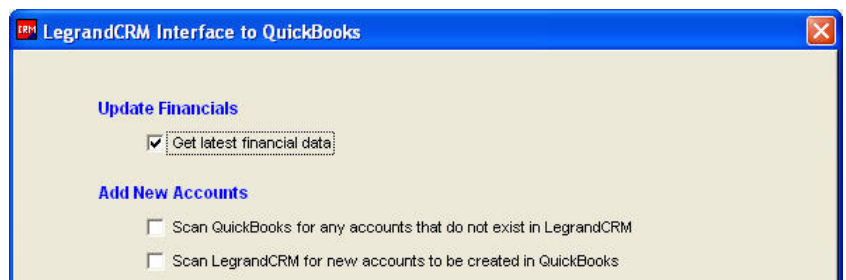 CRM LegrandCRM Interface to QuickBooks
Update Financials
Get latest financial data
Add New Accounts
Scan QuickBooks for any accounts that do not exist in LegrandCRM
Scan LegrandCRM for new accounts to be created in QuickBooks